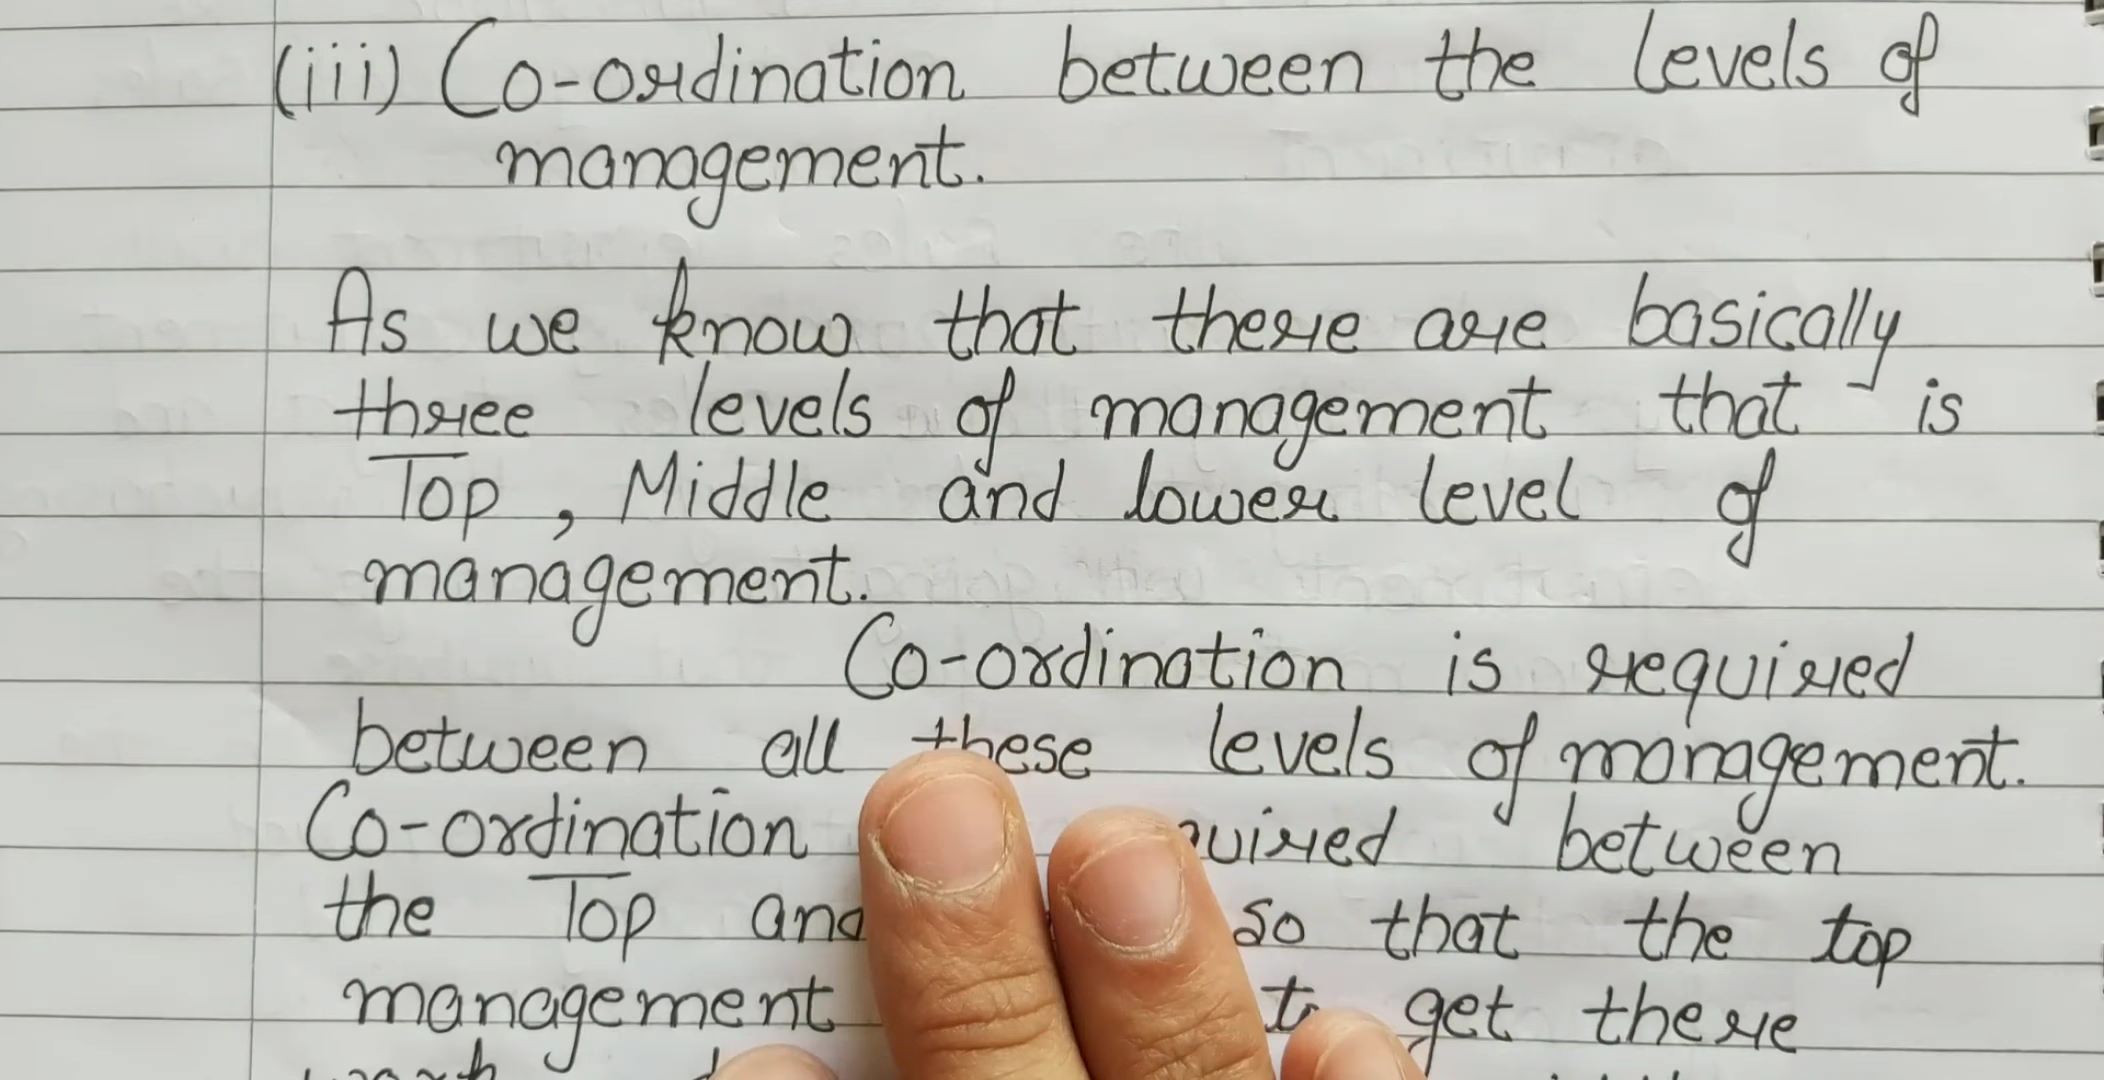 (iii) Co-ordination between the levels of
management.
As we know that there are basically
three levels of management that is
Top, Middle and lower level of
management.
Co-ordination is required
between all these levels of management.
Co-ordination between
the Top so that the top
management to get there